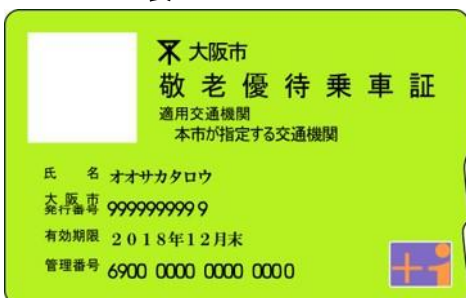 大阪市
敬老優待乗車証
適用交通機関
本市が指定する交通機関
氏 名 オオサカタロウ
大阪市発行番号 9999999999
有効期限 2018年12月末
管理番号 6900 0000 0000 0000
+i